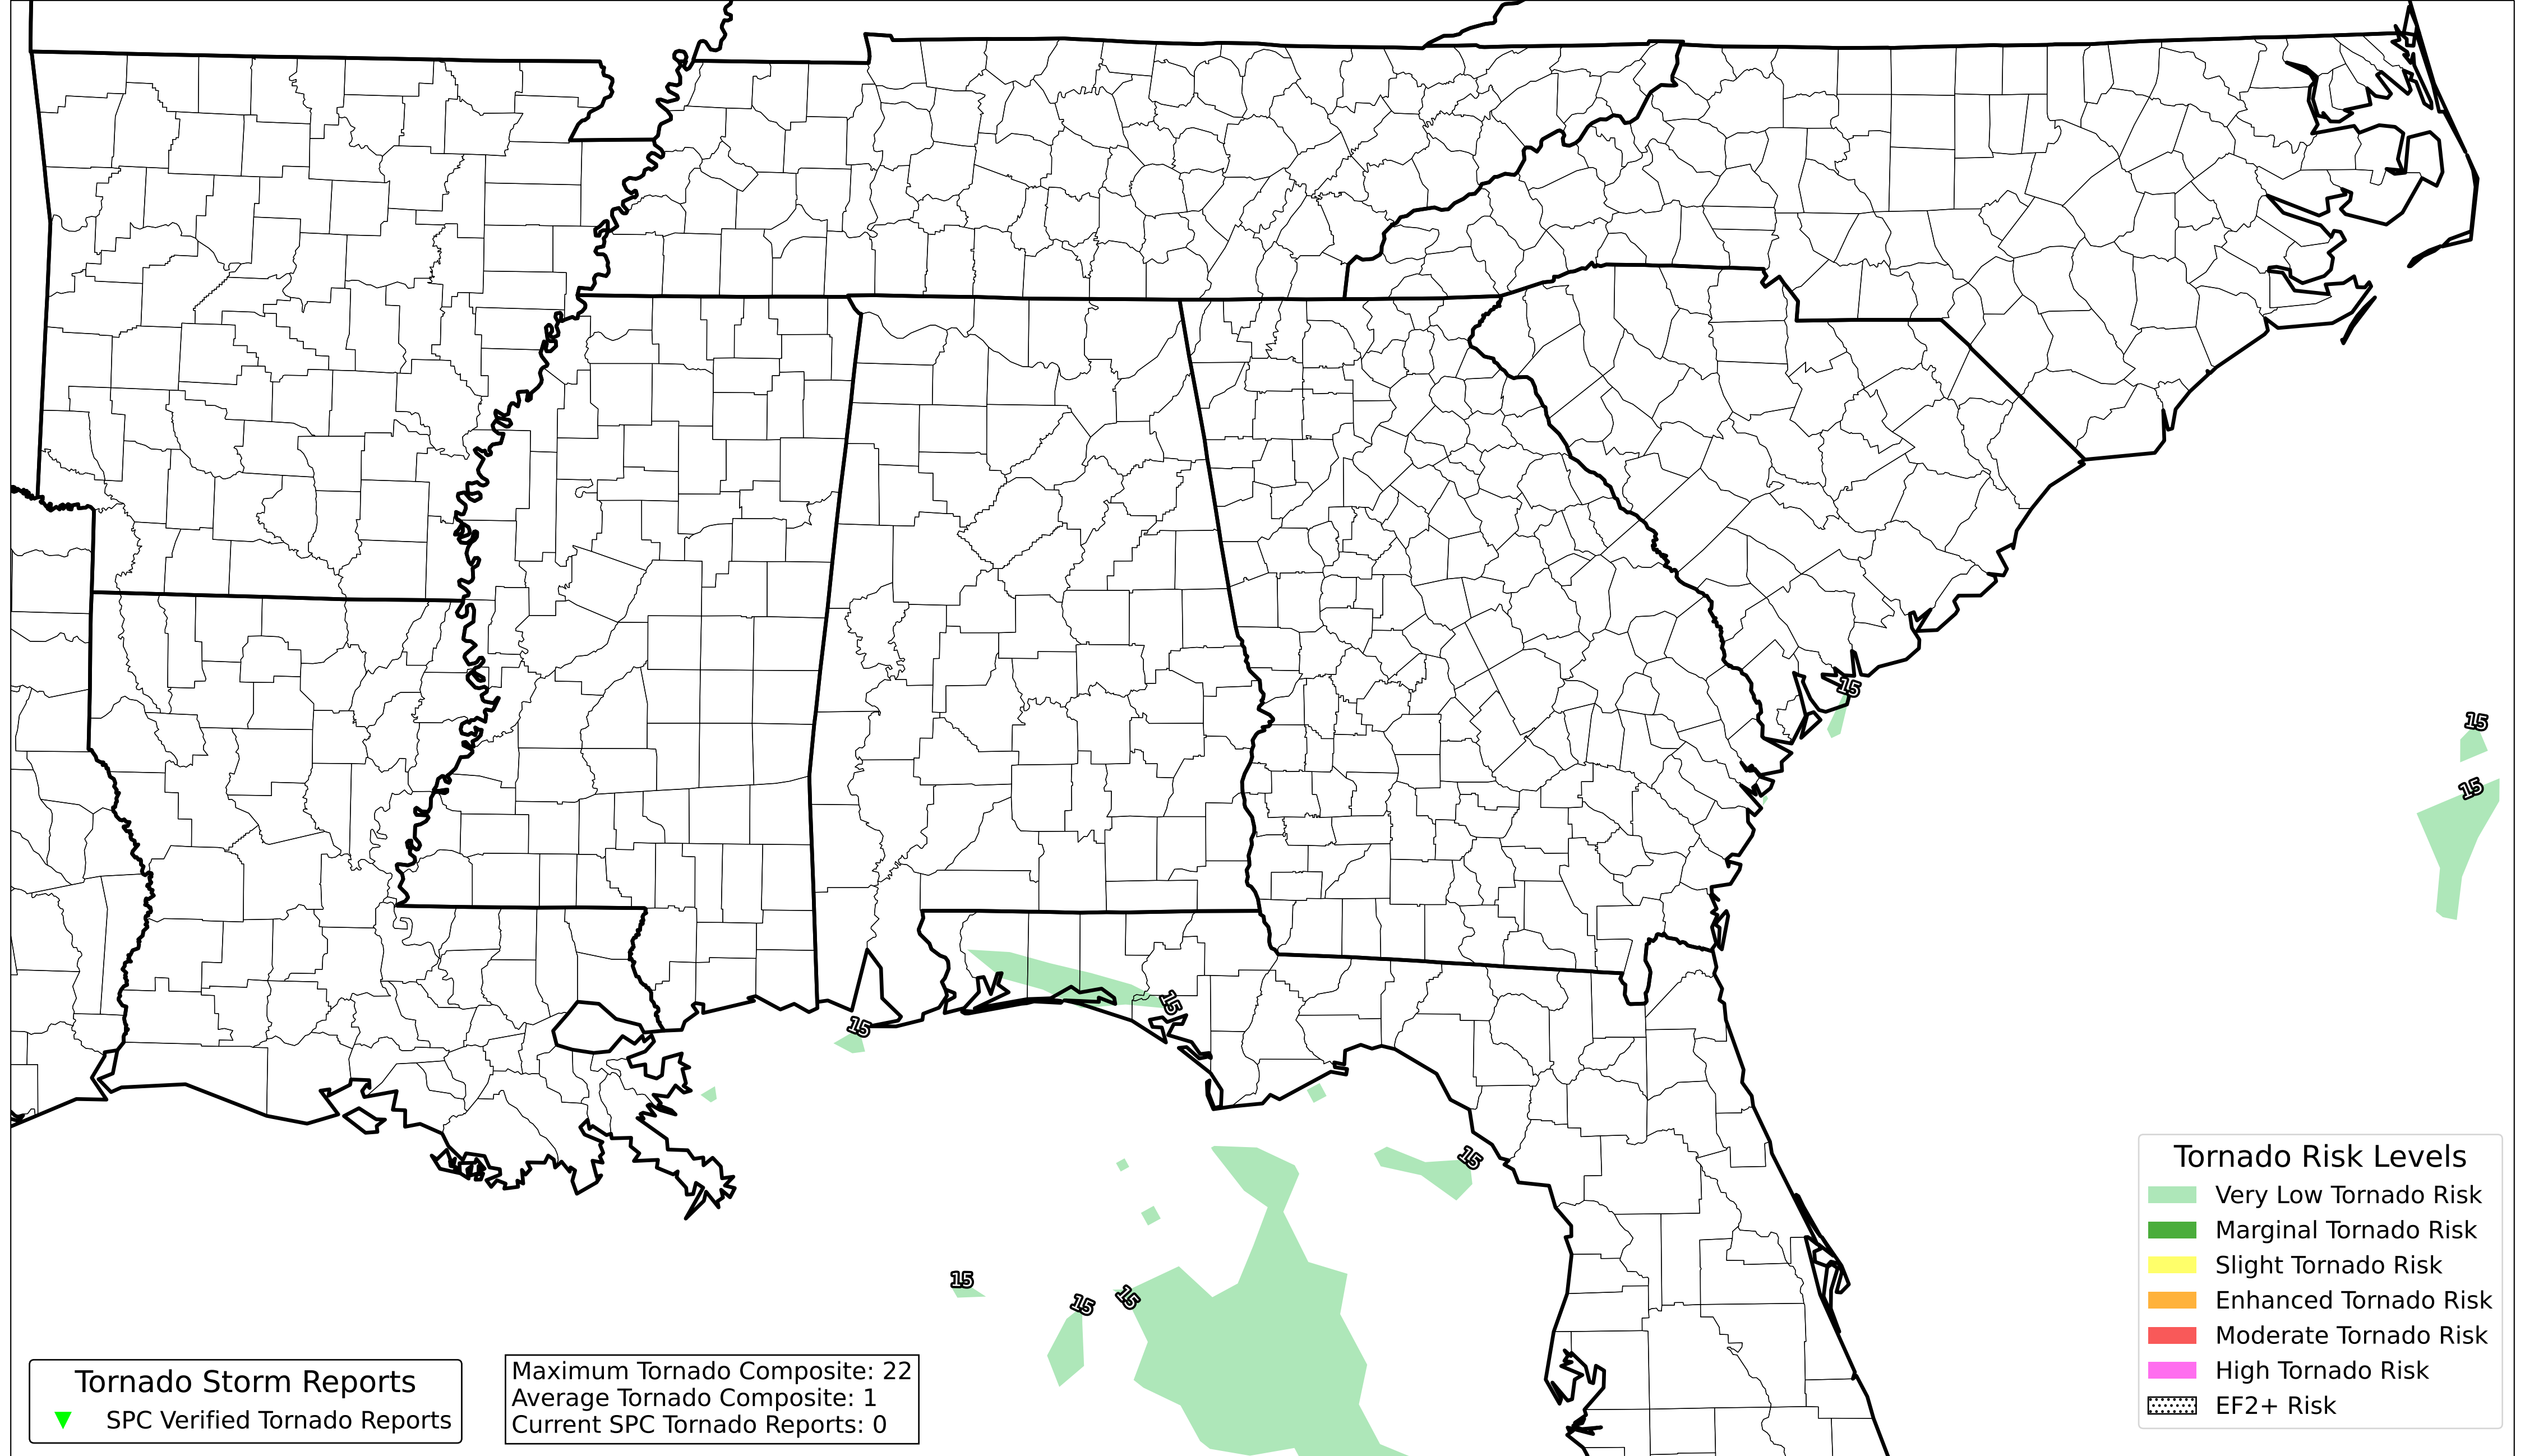 15
15
15
15
15
15
15
15
15
Tornado Risk Levels
Very Low Tornado Risk
Marginal Tornado Risk
Slight Tornado Risk
Enhanced Tornado Risk
Moderate Tornado Risk
High Tornado Risk
EF2+ Risk
Tornado Storm Reports
SPC Verified Tornado Reports
Maximum Tornado Composite: 22
Average Tornado Composite: 1
Current SPC Tornado Reports: 0